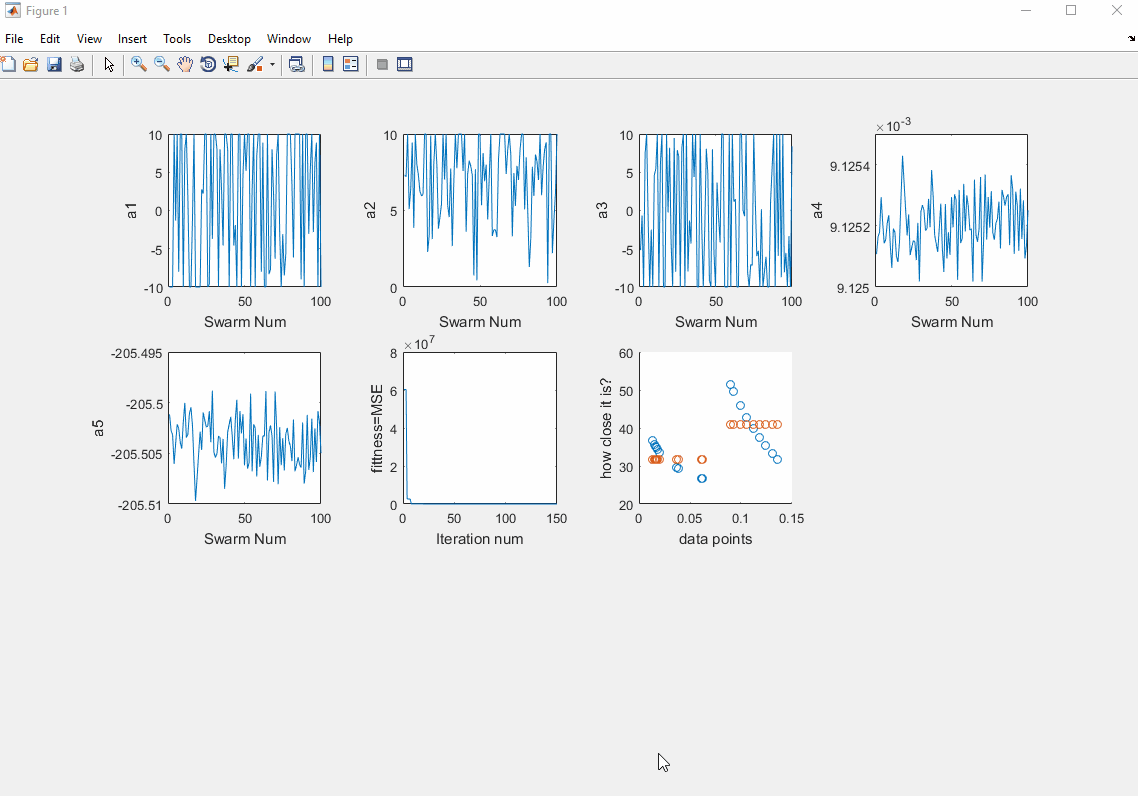 Figure 1
File Edit View Insert Tools Desktop Window Help
a1
10
5
0
-5
-10
0 50 100
Swarm Num
a2
10
5
0
0 50 100
Swarm Num
a3
10
5
0
-5
-10
0 50 100
Swarm Num
a4
×10^-3
9.1254
9.1252
9.125
0 50 100
Swarm Num
a5
-205.495
-205.5
-205.505
-205.51
0 50 100
Swarm Num
fittness=MSE
×10^7
8
6
4
2
0
0 50 100 150
Iteration num
how close it is?
60
50
40
30
20
0 0.05 0.1 0.15
data points